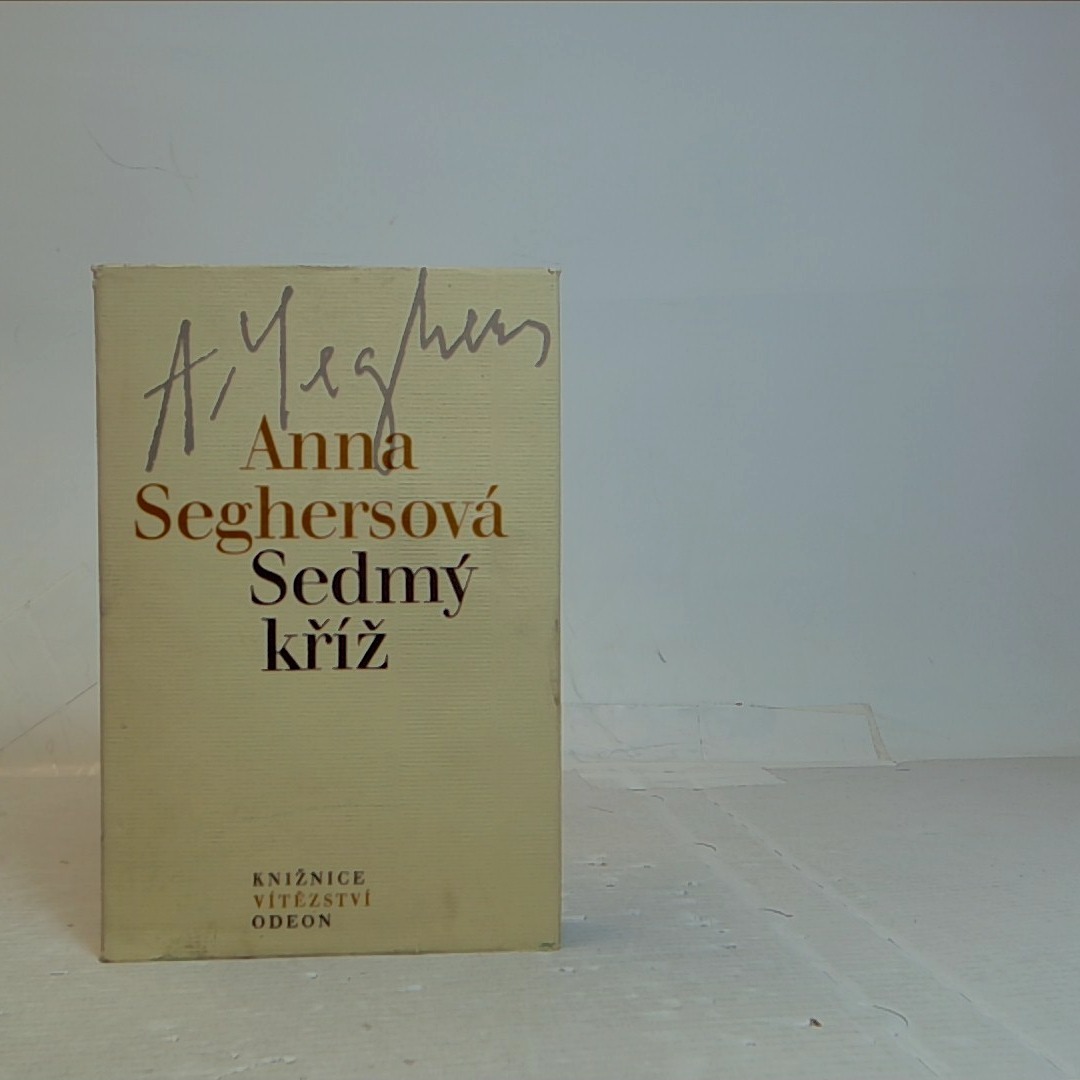 A. Seghers
Anna
Seghersová
Sedmý
kříž
KNIŽNICE
VÍTĚZSTVÍ
ODEON